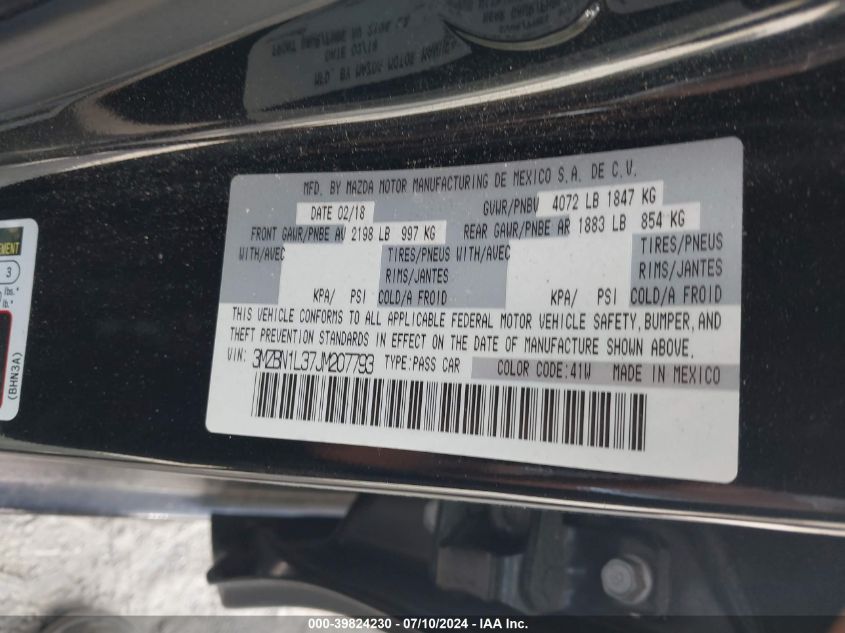 MFD. BY MAZDA MOTOR MANUFACTURING DE MEXICO S.A. DE C.V.
DATE 02/18 GVWR/PNBV 4072 LB 1847 KG
FRONT GAWR/PNBE AV 2198 LB 997 KG REAR GAWR/PNBE AR 1883 LB 854 KG
WITH/AVEC TIRES/PNEUS WITH/AVEC TIRES/PNEUS
RIMS/JANTES RIMS/JANTES
KPA/ PSI COLD/A FROID KPA/ PSI COLD/A FROID
THIS VEHICLE CONFORMS TO ALL APPLICABLE FEDERAL MOTOR VEHICLE SAFETY, BUMPER, AND
THEFT PREVENTION STANDARDS IN EFFECT ON THE DATE OF MANUFACTURE SHOWN ABOVE.
VIN: 3MZBN1L37JM207793 TYPE:PASS CAR COLOR CODE:41W MADE IN MEXICO
3
lbs.
lb.
(BHN3A)
000-39824230 - 07/10/2024 - IAA Inc.